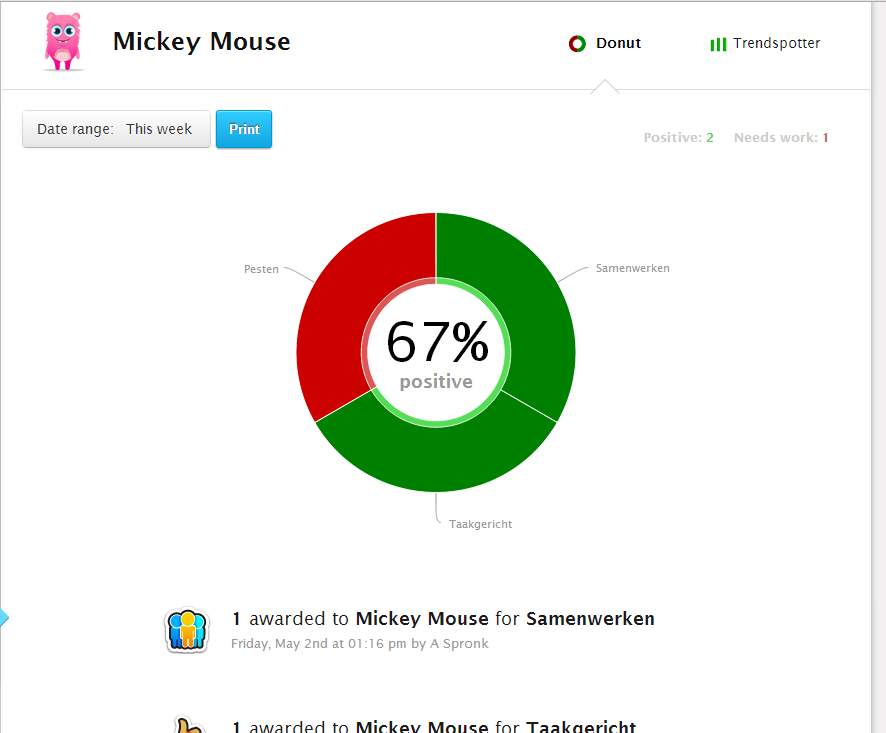 Mickey Mouse
Donut
Trendspotter
Date range: This week
Print
Positive: 2 Needs work: 1
Pesten
Samenwerken
67%
positive
Taakgericht
1 awarded to Mickey Mouse for Samenwerken
Friday, May 2nd at 01:16 pm by A Spronk
1 awarded to Mickey Mouse for Taakgericht